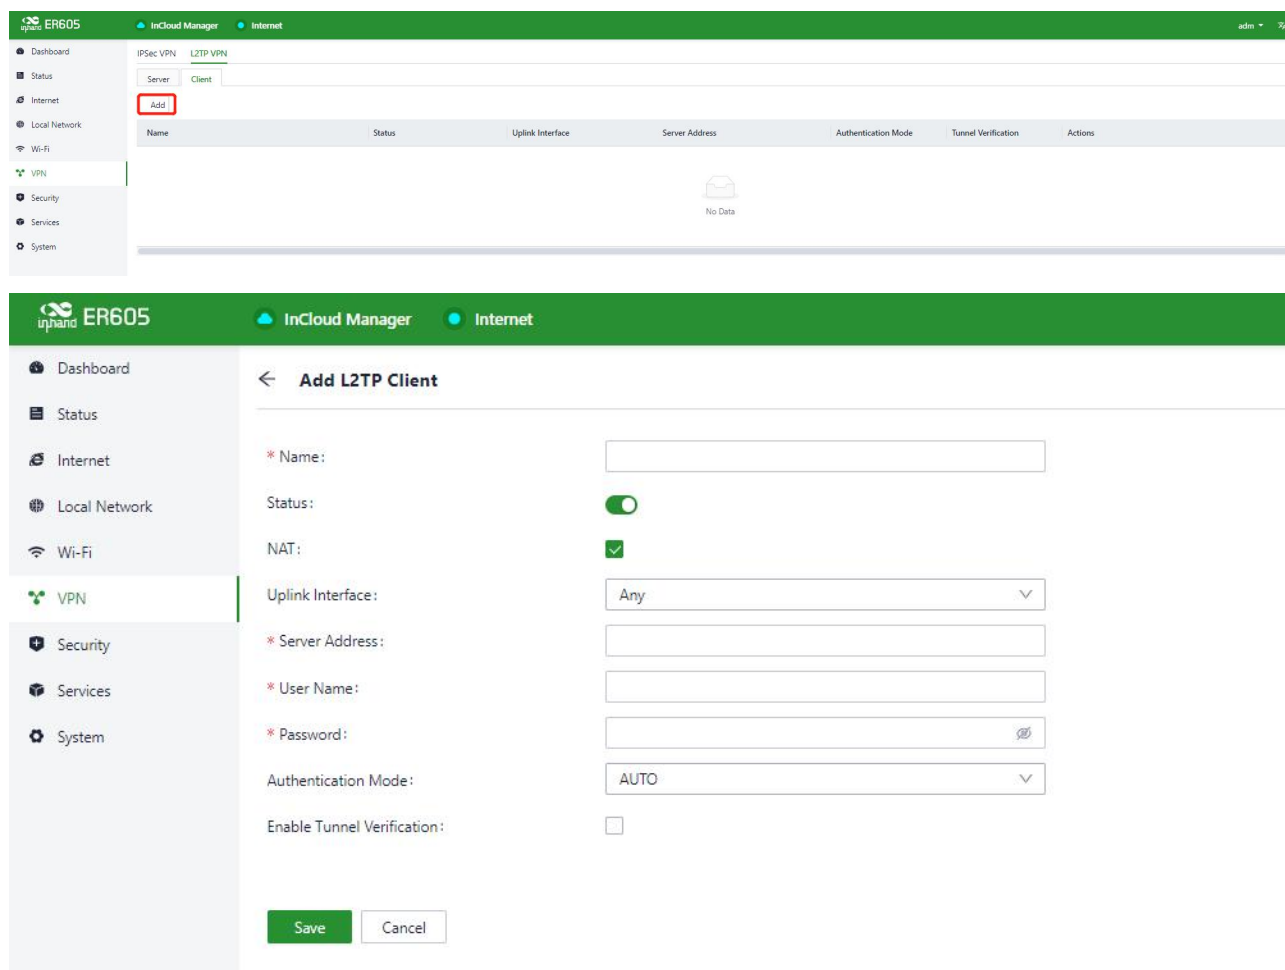 inhand ER605 InCloud Manager Internet adm
Dashboard
Status
Internet
Local Network
Wi-Fi
VPN
Security
Services
System
IPSec VPN L2TP VPN
Server Client
Add
Name Status Uplink Interface Server Address Authentication Mode Tunnel Verification Actions
No Data
inhand ER605 InCloud Manager Internet
Dashboard
Status
Internet
Local Network
Wi-Fi
VPN
Security
Services
System
Add L2TP Client
* Name:
Status:
NAT:
Uplink Interface: Any
* Server Address:
* User Name:
* Password:
Authentication Mode: AUTO
Enable Tunnel Verification:
Save Cancel